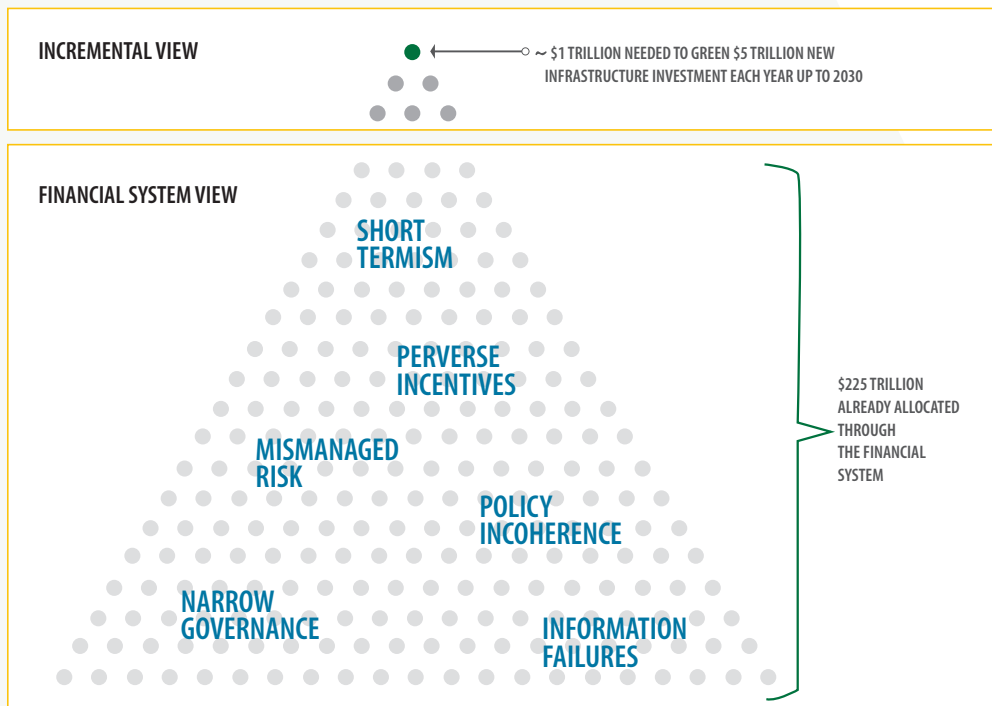 INCREMENTAL VIEW
~ $1 TRILLION NEEDED TO GREEN $5 TRILLION NEW
INFRASTRUCTURE INVESTMENT EACH YEAR UP TO 2030
FINANCIAL SYSTEM VIEW
SHORT
TERMISM
PERVERSE
INCENTIVES
MISMANAGED
RISK
POLICY
INCOHERENCE
NARROW
GOVERNANCE
INFORMATION
FAILURES
$225 TRILLION
ALREADY ALLOCATED
THROUGH
THE FINANCIAL
SYSTEM